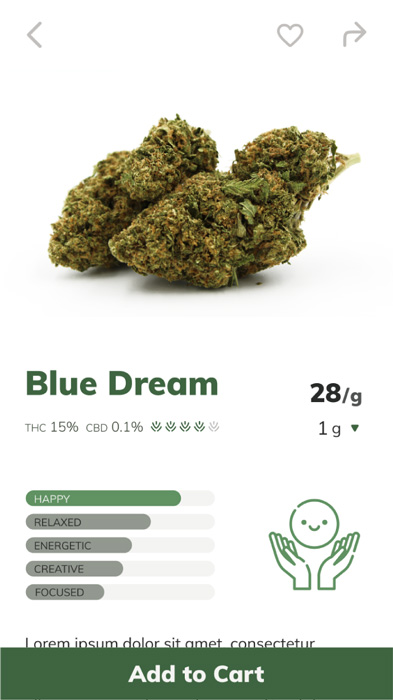 Blue Dream
28/g
THC 15% CBD 0.1%
1 g
HAPPY
RELAXED
ENERGETIC
CREATIVE
FOCUSED
Lorem ipsum dolor sit amet, consectetur
Add to Cart